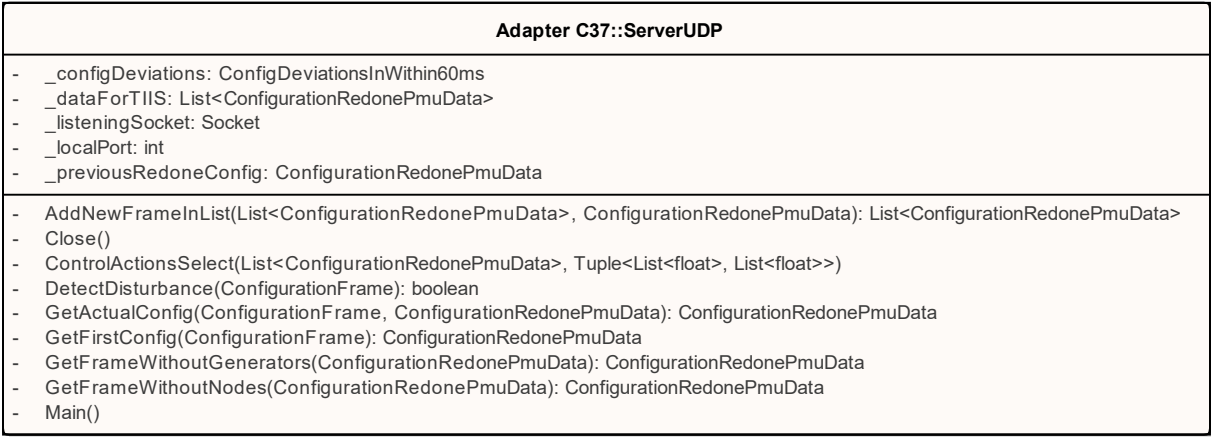 Adapter C37::ServerUDP
- _configDeviations: ConfigDeviationsInWithin60ms
- _dataForTIIS: List<ConfigurationRedonePmuData>
- _listeningSocket: Socket
- _localPort: int
- _previousRedoneConfig: ConfigurationRedonePmuData
- AddNewFrameInList(List<ConfigurationRedonePmuData>, ConfigurationRedonePmuData): List<ConfigurationRedonePmuData>
- Close()
- ControlActionsSelect(List<ConfigurationRedonePmuData>, Tuple<List<float>, List<float>>)
- DetectDisturbance(ConfigurationFrame): boolean
- GetActualConfig(ConfigurationFrame, ConfigurationRedonePmuData): ConfigurationRedonePmuData
- GetFirstConfig(ConfigurationFrame): ConfigurationRedonePmuData
- GetFrameWithoutGenerators(ConfigurationRedonePmuData): ConfigurationRedonePmuData
- GetFrameWithoutNodes(ConfigurationRedonePmuData): ConfigurationRedonePmuData
- Main()